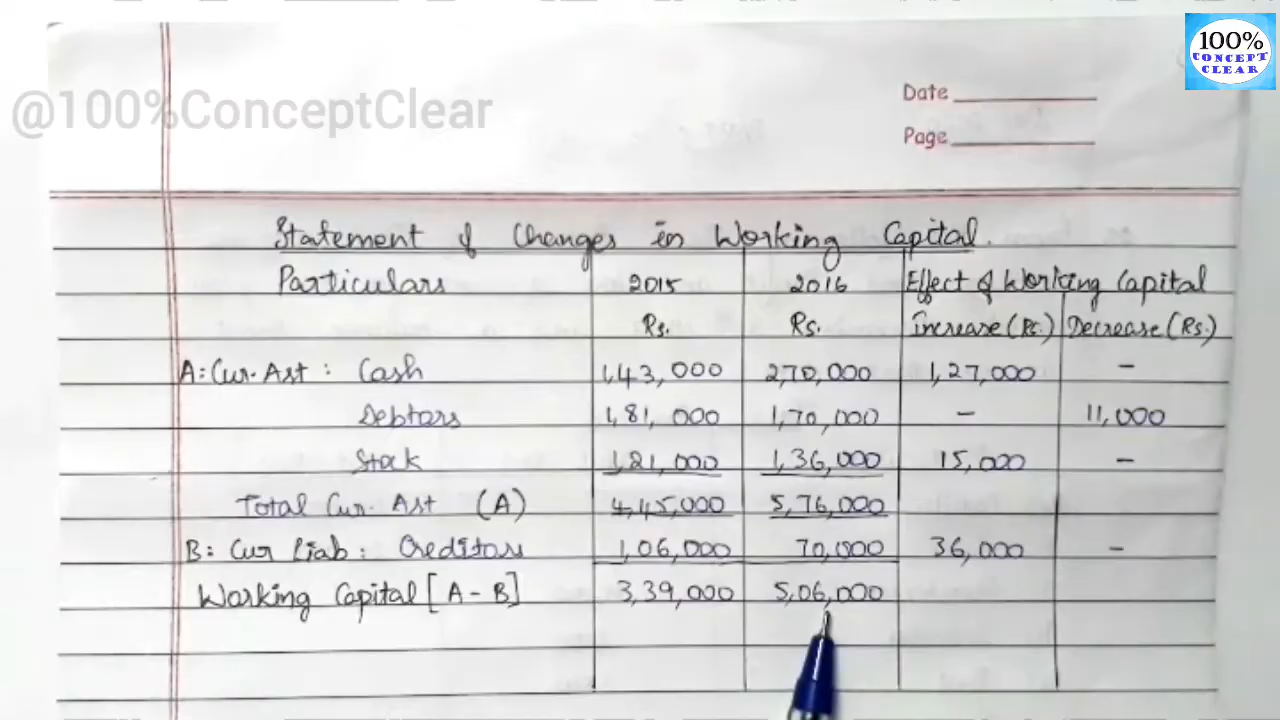 100%
CONCEPT
CLEAR
@100%ConceptClear
Date
Page
Statement of Changes in Working Capital.
Particulars 2015 2016 Effect of Working Capital
Rs. Rs. Increase (Rs.) Decrease (Rs.)
A: Cur. Ast : Cash 1,43,000 2,70,000 1,27,000 -
Debtors 1,81,000 1,70,000 - 11,000
Stock 1,21,000 1,36,000 15,000 -
Total Cur. Ast (A) 4,45,000 5,76,000
B: Cur Liab: Creditors 1,06,000 70,000 36,000 -
Working Capital [A - B] 3,39,000 5,06,000